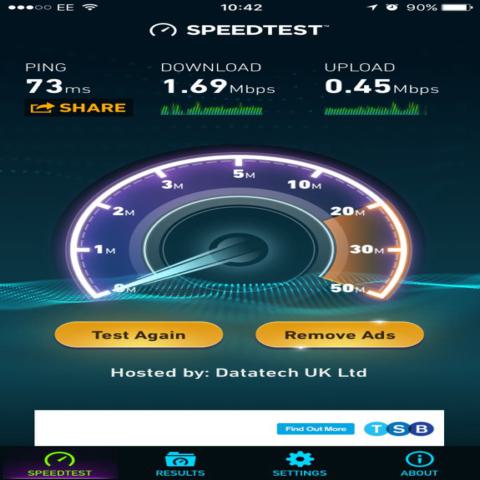 EE 10:42 90%
SPEEDTEST™
PING DOWNLOAD UPLOAD
73ms 1.69Mbps 0.45Mbps
SHARE
5M
3M 10M
2M 20M
1M 30M
0M 50M
Test Again Remove Ads
Hosted by: Datatech UK Ltd
Find Out More TSB
SPEEDTEST RESULTS SETTINGS ABOUT